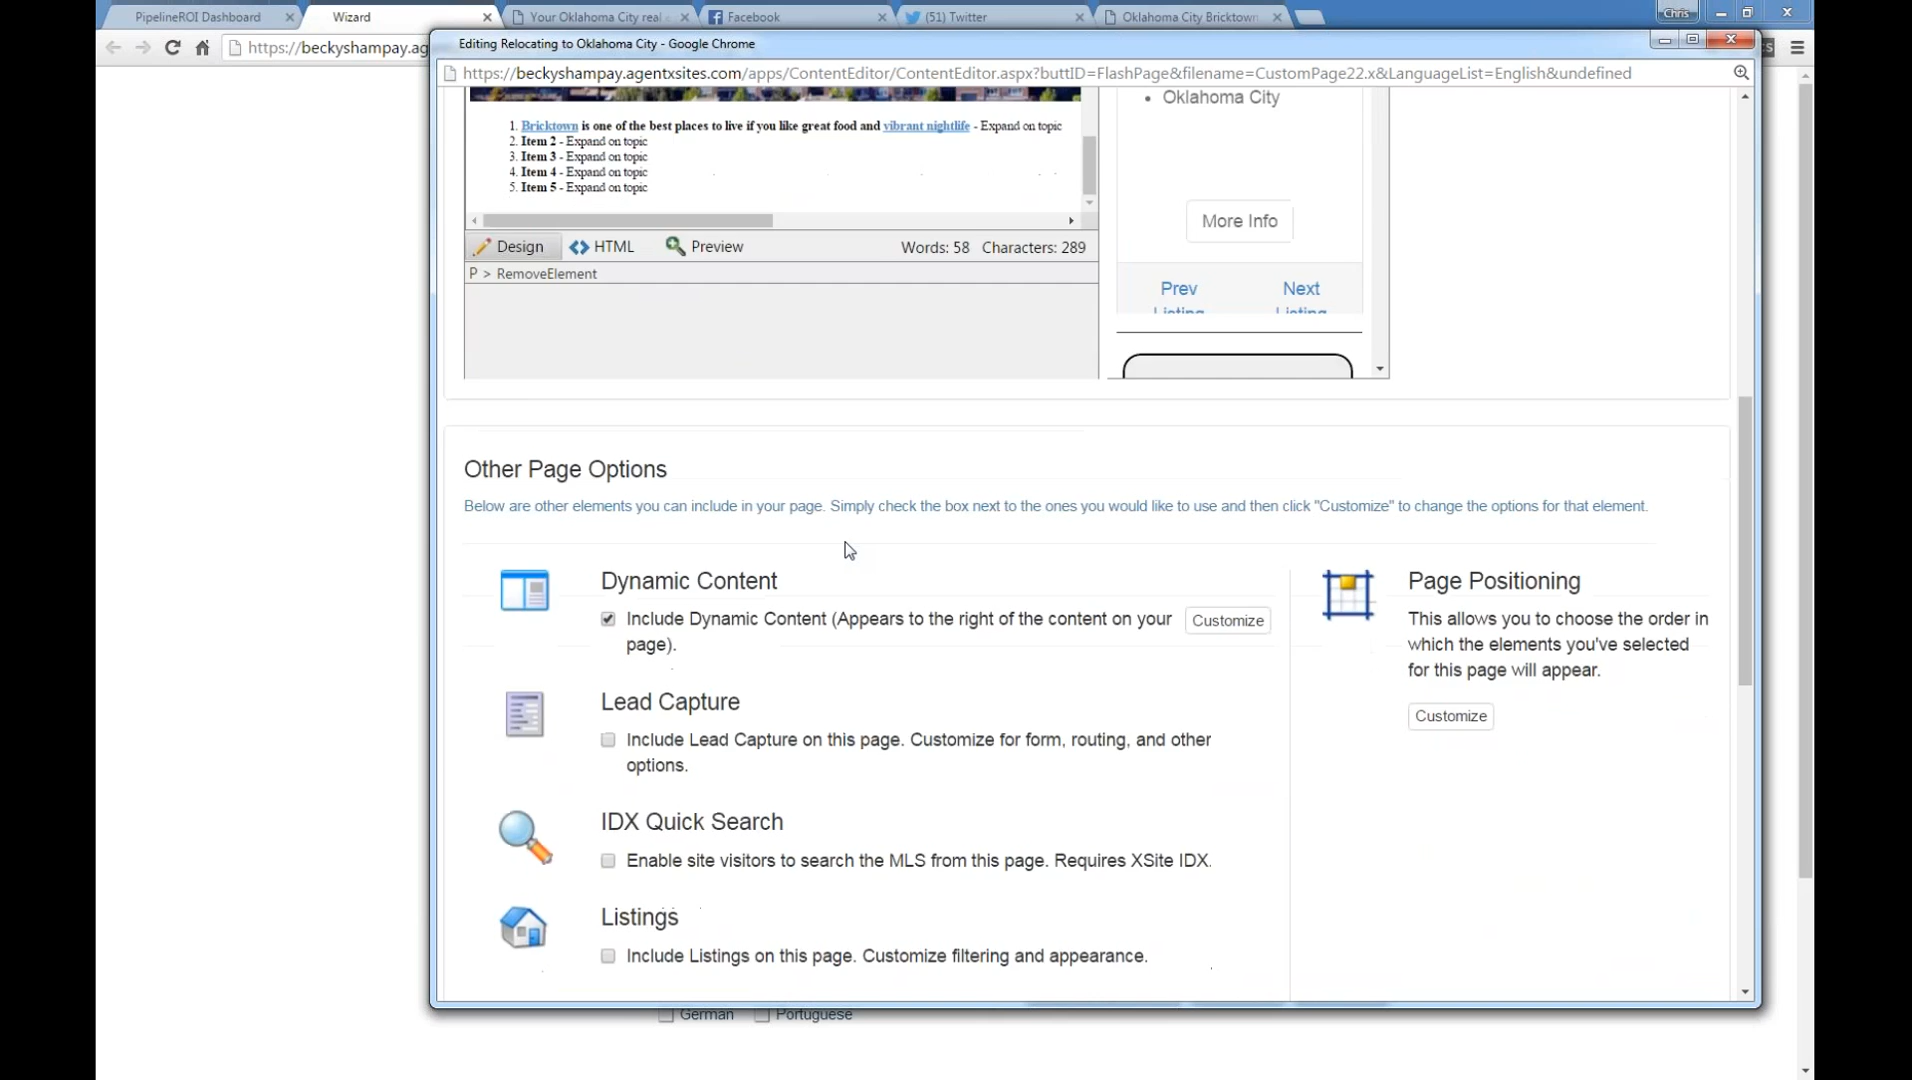 PipelineROI Dashboard
Wizard
Your Oklahoma City real
Facebook
(51) Twitter
Oklahoma City Bricktown
Chris
https://beckyshampay.ag
Editing Relocating to Oklahoma City - Google Chrome
https://beckyshampay.agentxsites.com/apps/ContentEditor/ContentEditor.aspx?buttID=FlashPage&filename=CustomPage22.x&LanguageList=English&undefined
1. Bricktown is one of the best places to live if you like great food and vibrant nightlife - Expand on topic
2. Item 2 - Expand on topic
3. Item 3 - Expand on topic
4. Item 4 - Expand on topic
5. Item 5 - Expand on topic
Design
HTML
Preview
Words: 58 Characters: 289
P > RemoveElement
• Oklahoma City
More Info
Prev Next
Listing Listing
Other Page Options
Below are other elements you can include in your page. Simply check the box next to the ones you would like to use and then click "Customize" to change the options for that element.
Dynamic Content
Include Dynamic Content (Appears to the right of the content on your
page).
Customize
Lead Capture
Include Lead Capture on this page. Customize for form, routing, and other
options.
IDX Quick Search
Enable site visitors to search the MLS from this page. Requires XSite IDX.
Listings
Include Listings on this page. Customize filtering and appearance.
Page Positioning
This allows you to choose the order in
which the elements you've selected
for this page will appear.
Customize
German
Portuguese